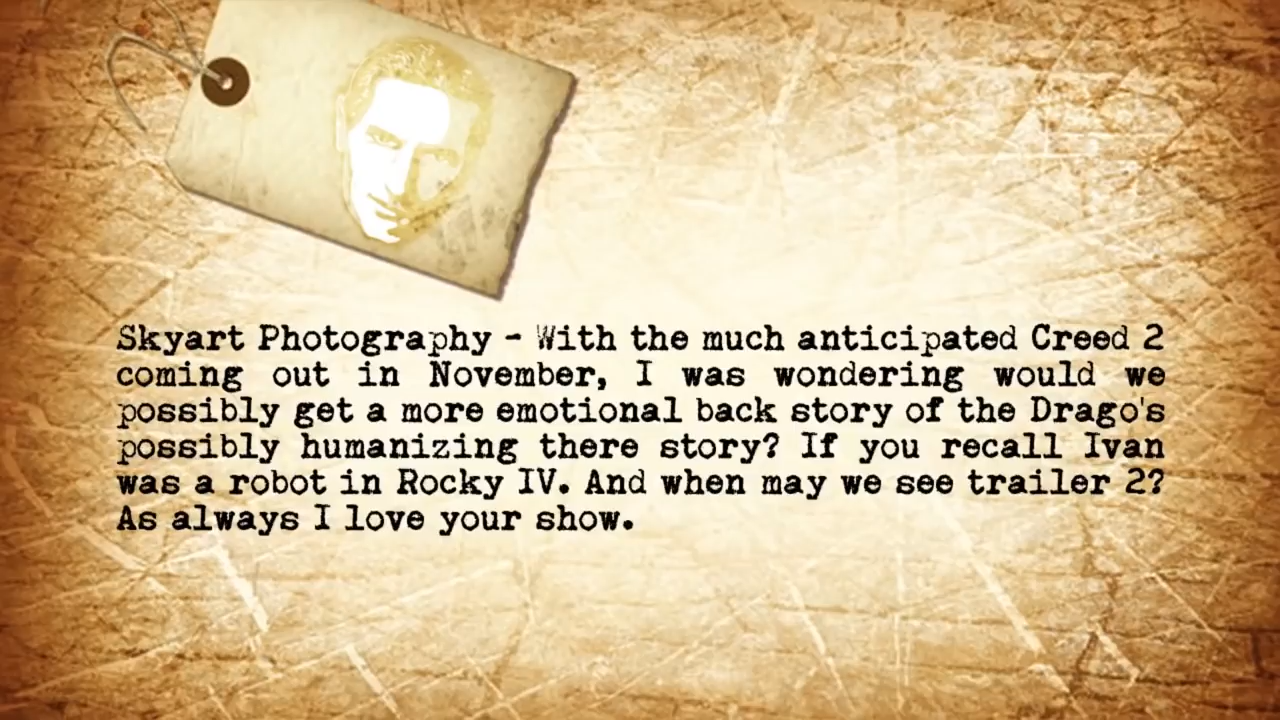 Skyart Photography - With the much anticipated Creed 2
coming out in November, I was wondering would we
possibly get a more emotional back story of the Drago's
possibly humanizing there story? If you recall Ivan
was a robot in Rocky IV. And when may we see trailer 2?
As always I love your show.